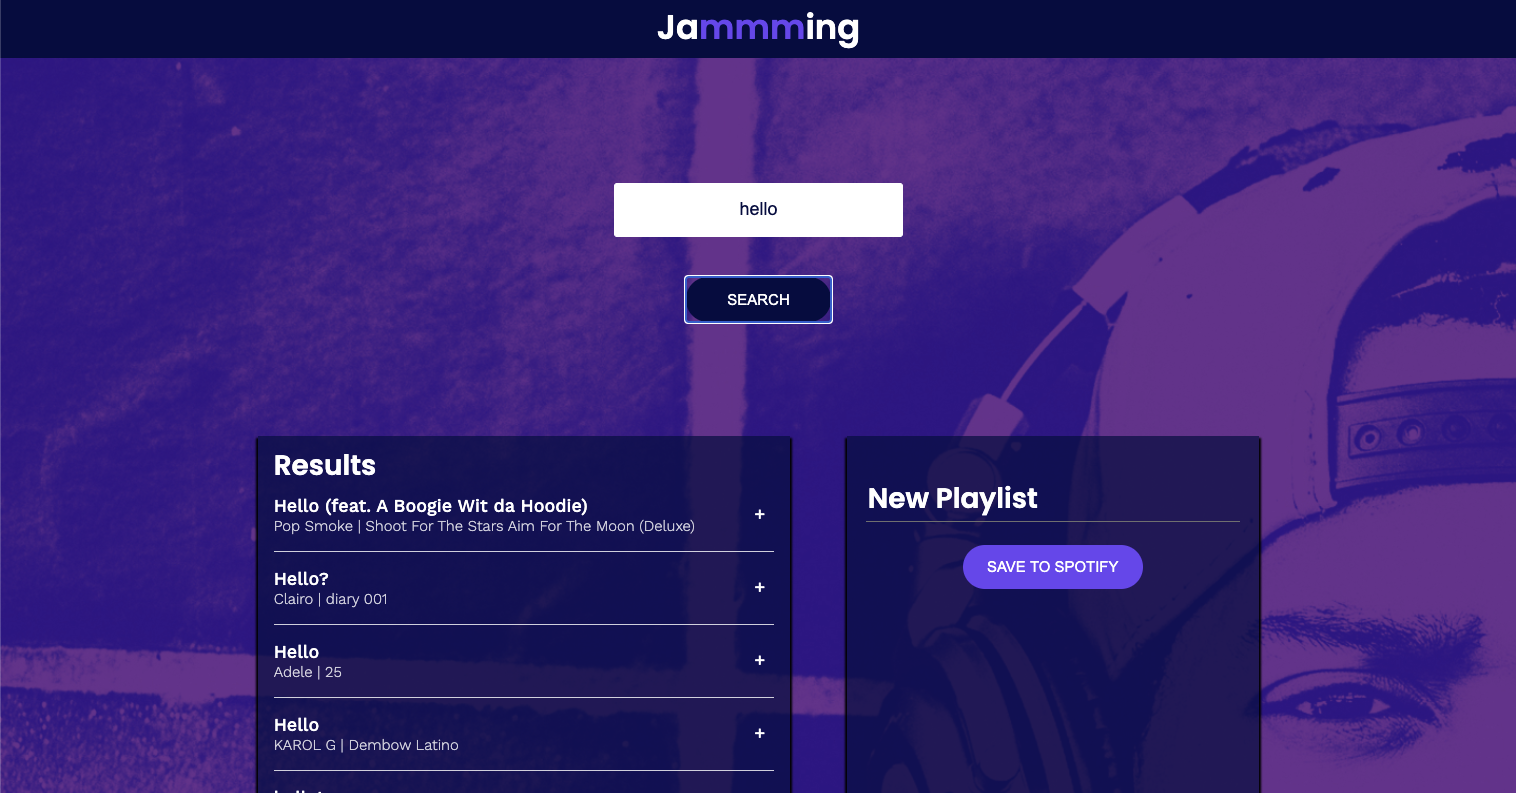 Jammming
hello
SEARCH
Results
Hello (feat. A Boogie Wit da Hoodie)
Pop Smoke | Shoot For The Stars Aim For The Moon (Deluxe)
+
Hello?
Clairo | diary 001
+
Hello
Adele | 25
+
Hello
KAROL G | Dembow Latino
+
New Playlist
SAVE TO SPOTIFY